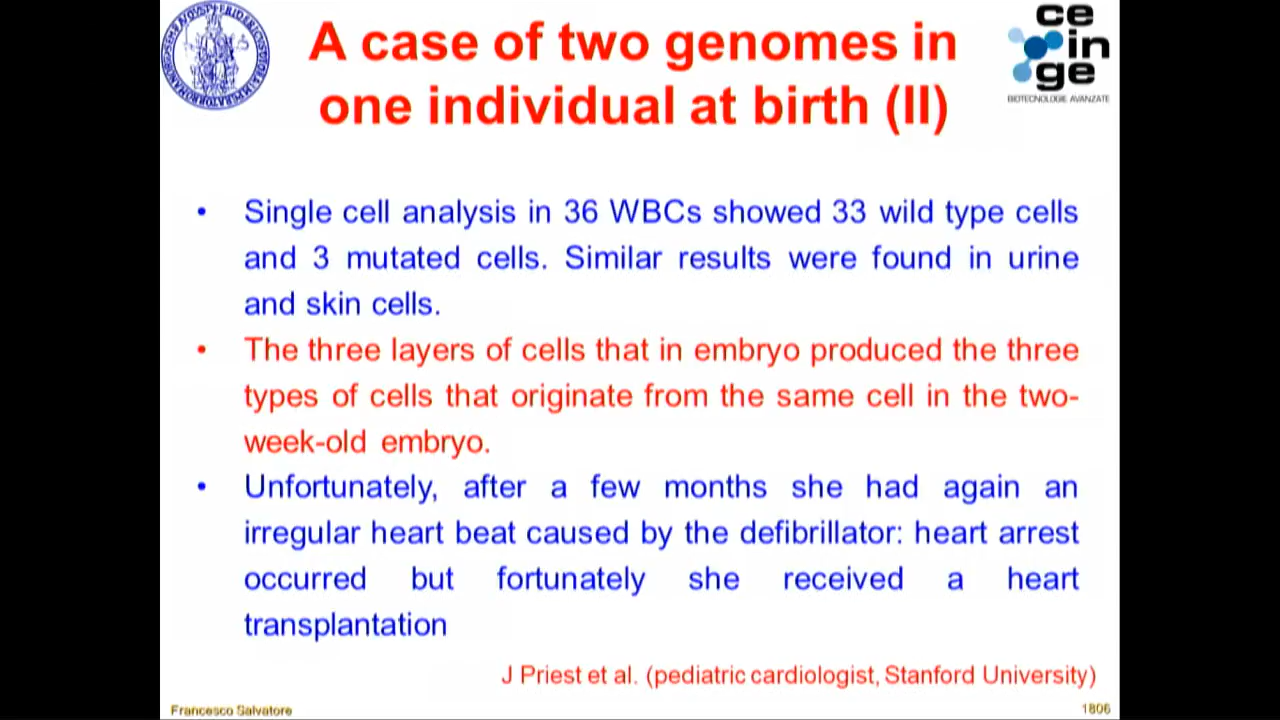 A case of two genomes in
one individual at birth (II)
ce
in
ge
BIOTECNOLOGIE AVANZATE
• Single cell analysis in 36 WBCs showed 33 wild type cells
and 3 mutated cells. Similar results were found in urine
and skin cells.
• The three layers of cells that in embryo produced the three
types of cells that originate from the same cell in the two-
week-old embryo.
• Unfortunately, after a few months she had again an
irregular heart beat caused by the defibrillator: heart arrest
occurred but fortunately she received a heart
transplantation
J Priest et al. (pediatric cardiologist, Stanford University)
Francesco Salvatore
1806